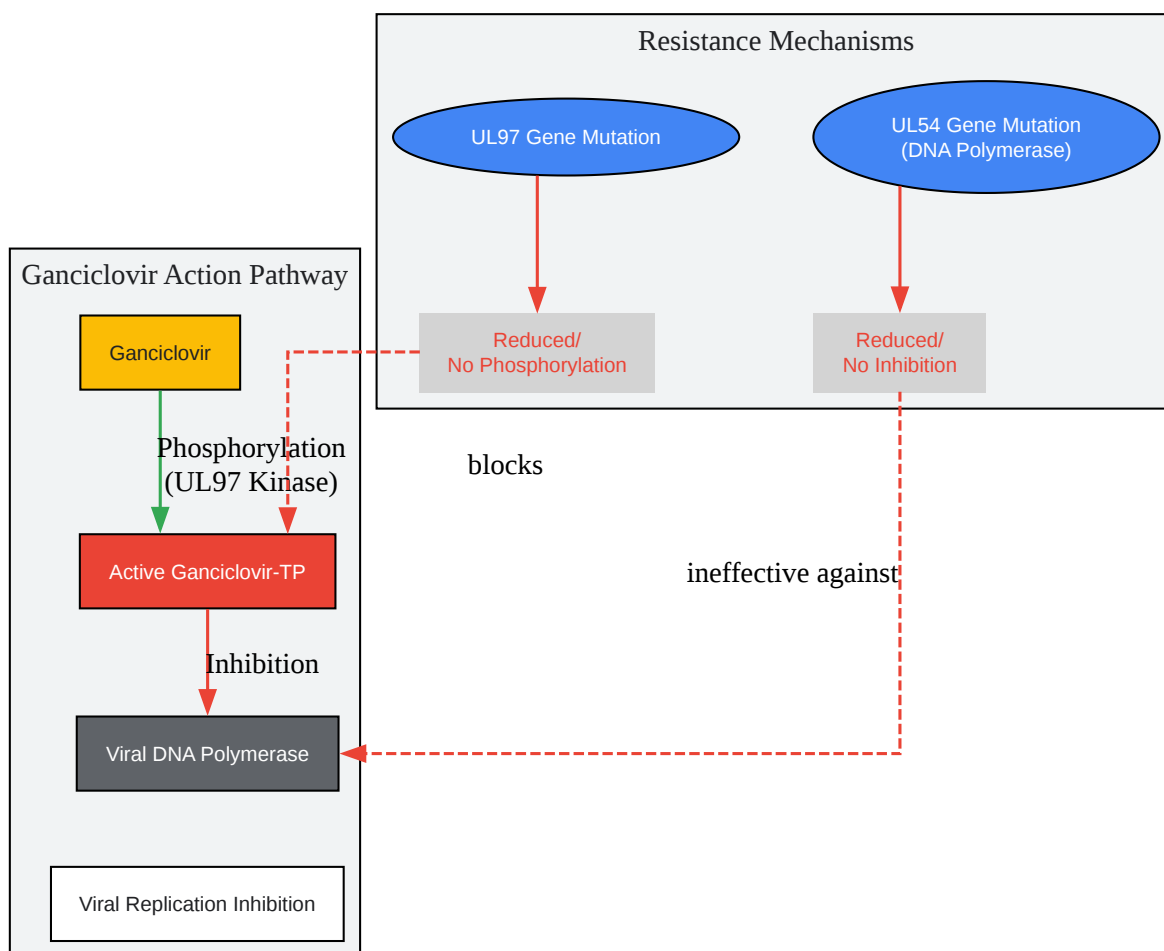 Resistance Mechanisms
UL97 Gene Mutation
UL54 Gene Mutation
(DNA Polymerase)
Ganciclovir Action Pathway
Ganciclovir
Reduced/
No Phosphorylation
Reduced/
No Inhibition
Phosphorylation
(UL97 Kinase)
blocks
Active Ganciclovir-TP
ineffective against
Inhibition
Viral DNA Polymerase
Viral Replication Inhibition